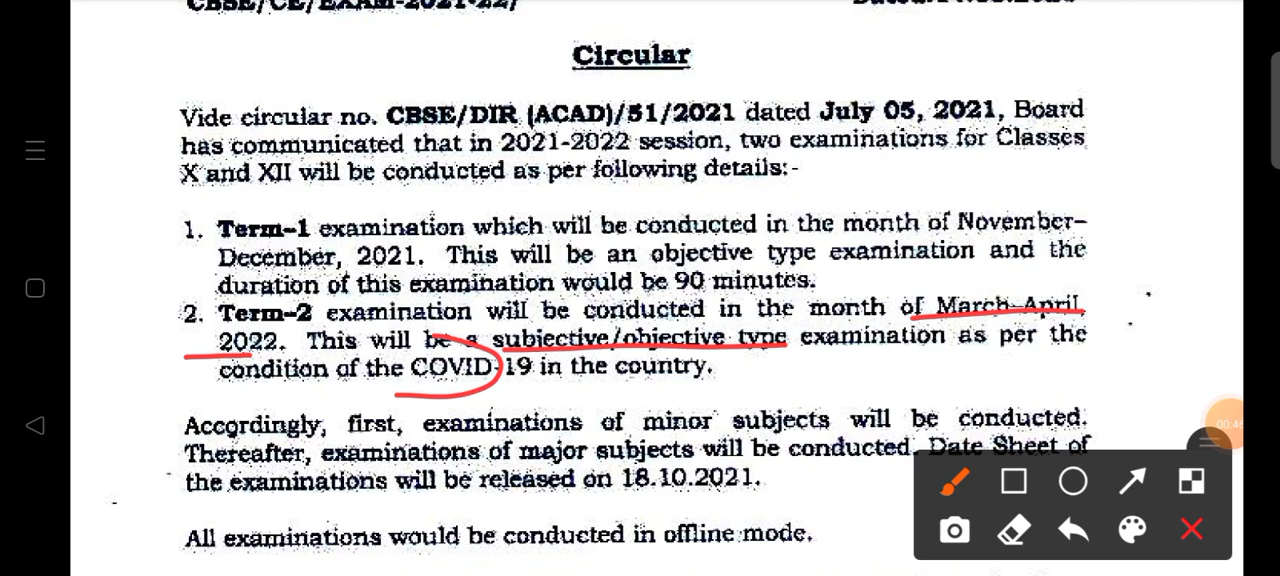 CBSE/CE/EXAM-2021-22/
Circular
Vide circular no. CBSE/DIR (ACAD)/51/2021 dated July 05, 2021, Board
has communicated that in 2021-2022 session, two examinations for Classes
X and XII will be conducted as per following details:-
1. Term-1 examination which will be conducted in the month of November-
December, 2021. This will be an objective type examination and the
duration of this examination would be 90 minutes.
2. Term-2 examination will be conducted in the month of March-April,
2022. This will be a subjective/objective type examination as per the
condition of the COVID-19 in the country.
Accordingly, first, examinations of minor subjects will be conducted.
Thereafter, examinations of major subjects will be conducted. Date Sheet of
the examinations will be released on 18.10.2021.
All examinations would be conducted in offline mode.